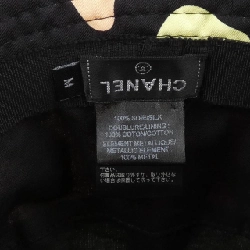 M
CHANEL
100% SOIE/SILK
DOUBLURE/LINING
100% COTON/COTTON
ELEMENT METALLIQUE/
METALLIC ELEMENT
100% METAL